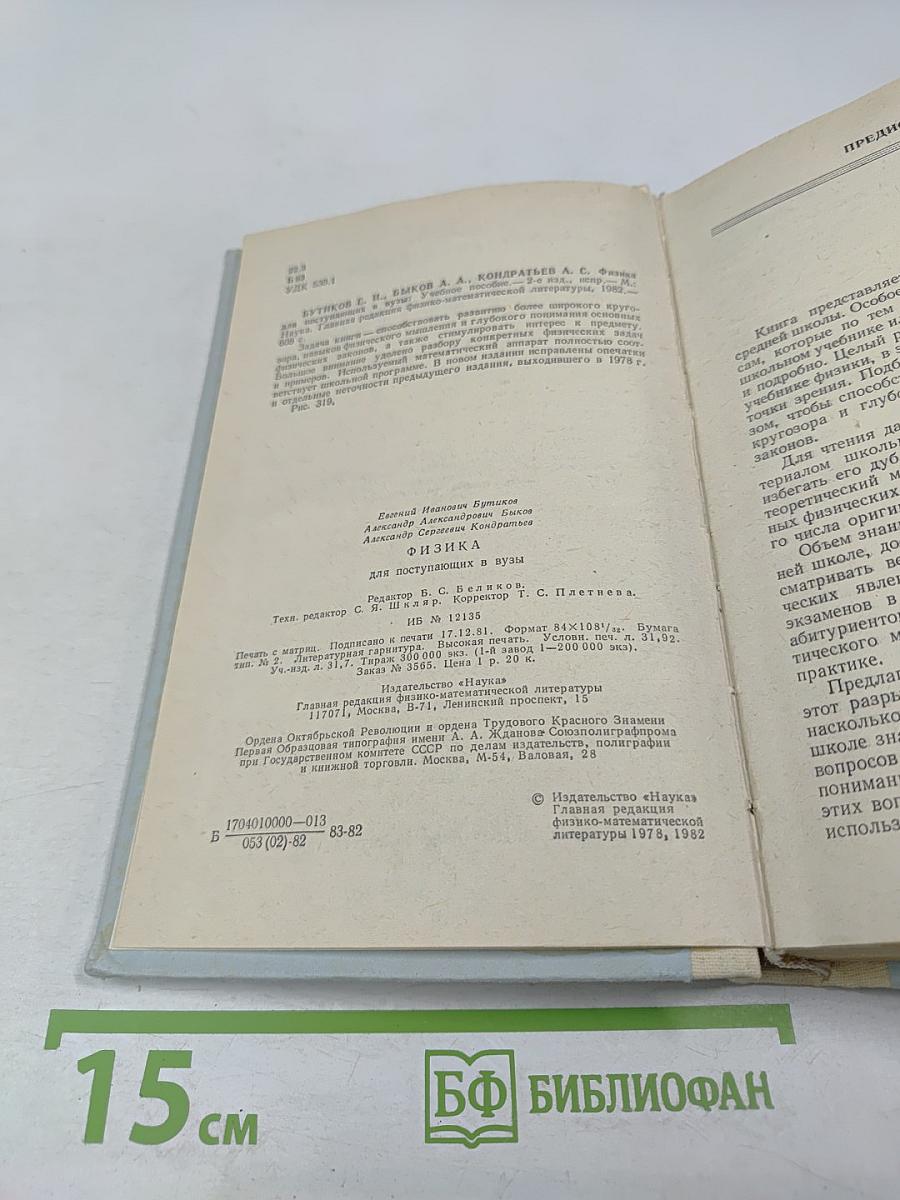 22.3
Б 93
УДК 530.1
БУТИКОВ Е. И., БЫКОВ А. А., КОНДРАТЬЕВ А. С. Физика
для поступающих в вузы: Учебное пособие.— 2-е изд., испр.— М.:
Наука. Главная редакция физико-математической литературы, 1982.—
608 с.
Задача книги — способствовать развитию более широкого круго-
зора, навыков физического мышления и глубокого понимания основных
физических законов, а также стимулировать интерес к предмету.
Большое внимание уделено разбору конкретных физических задач
и примеров. Используемый математический аппарат полностью соот-
ветствует школьной программе. В новом издании исправлены опечатки
и отдельные неточности предыдущего издания, выходившего в 1978 г.
Рис. 319.
Евгений Иванович Бутиков
Александр Александрович Быков
Александр Сергеевич Кондратьев
ФИЗИКА
для поступающих в вузы
Редактор Б. С. Беликов.
Техн. редактор С. Я. Шкляр. Корректор Т. С. Плетнева.
ИБ № 12135
Печать с матриц. Подписано к печати 17.12.81. Формат 84×108¹/₃₂. Бумага
тип. № 2. Литературная гарнитура. Высокая печать. Условн. печ. л. 31,92.
Уч.-изд. л. 31,7. Тираж 300 000 экз. (1-й завод 1—200 000 экз).
Заказ № 3565. Цена 1 р. 20 к.
Издательство «Наука»
Главная редакция физико-математической литературы
117071, Москва, В-71, Ленинский проспект, 15
Ордена Октябрьской Революции и ордена Трудового Красного Знамени
Первая Образцовая типография имени А. А. Жданова Союзполиграфпрома
при Государственном комитете СССР по делам издательств, полиграфии
и книжной торговли. Москва, М-54, Валовая, 28
Б 1704010000—013 83-82
053 (02)-82
© Издательство «Наука»
Главная редакция
физико-математической
литературы 1978, 1982
ПРЕДИС
Книга представляе
средней школы. Особое
сам, которые по тем
школьном учебнике ил
и подробно. Целый р
учебнике физики, в з
точки зрения. Подб
зом, чтобы способст
кругозора и глубо
законов.
Для чтения да
териалом школь
избегать его дуб
теоретический м
ных физических
го числа ориги
Объем знани
ней школе, до
сматривать ве
ческих явлен
экзаменов в
абитуриентов
тического м
практике.
Предлаг
этот разры
насколько
школе зна
вопросов
понимани
этих вопр
использ
15 см
БФ БИБЛИОФАН